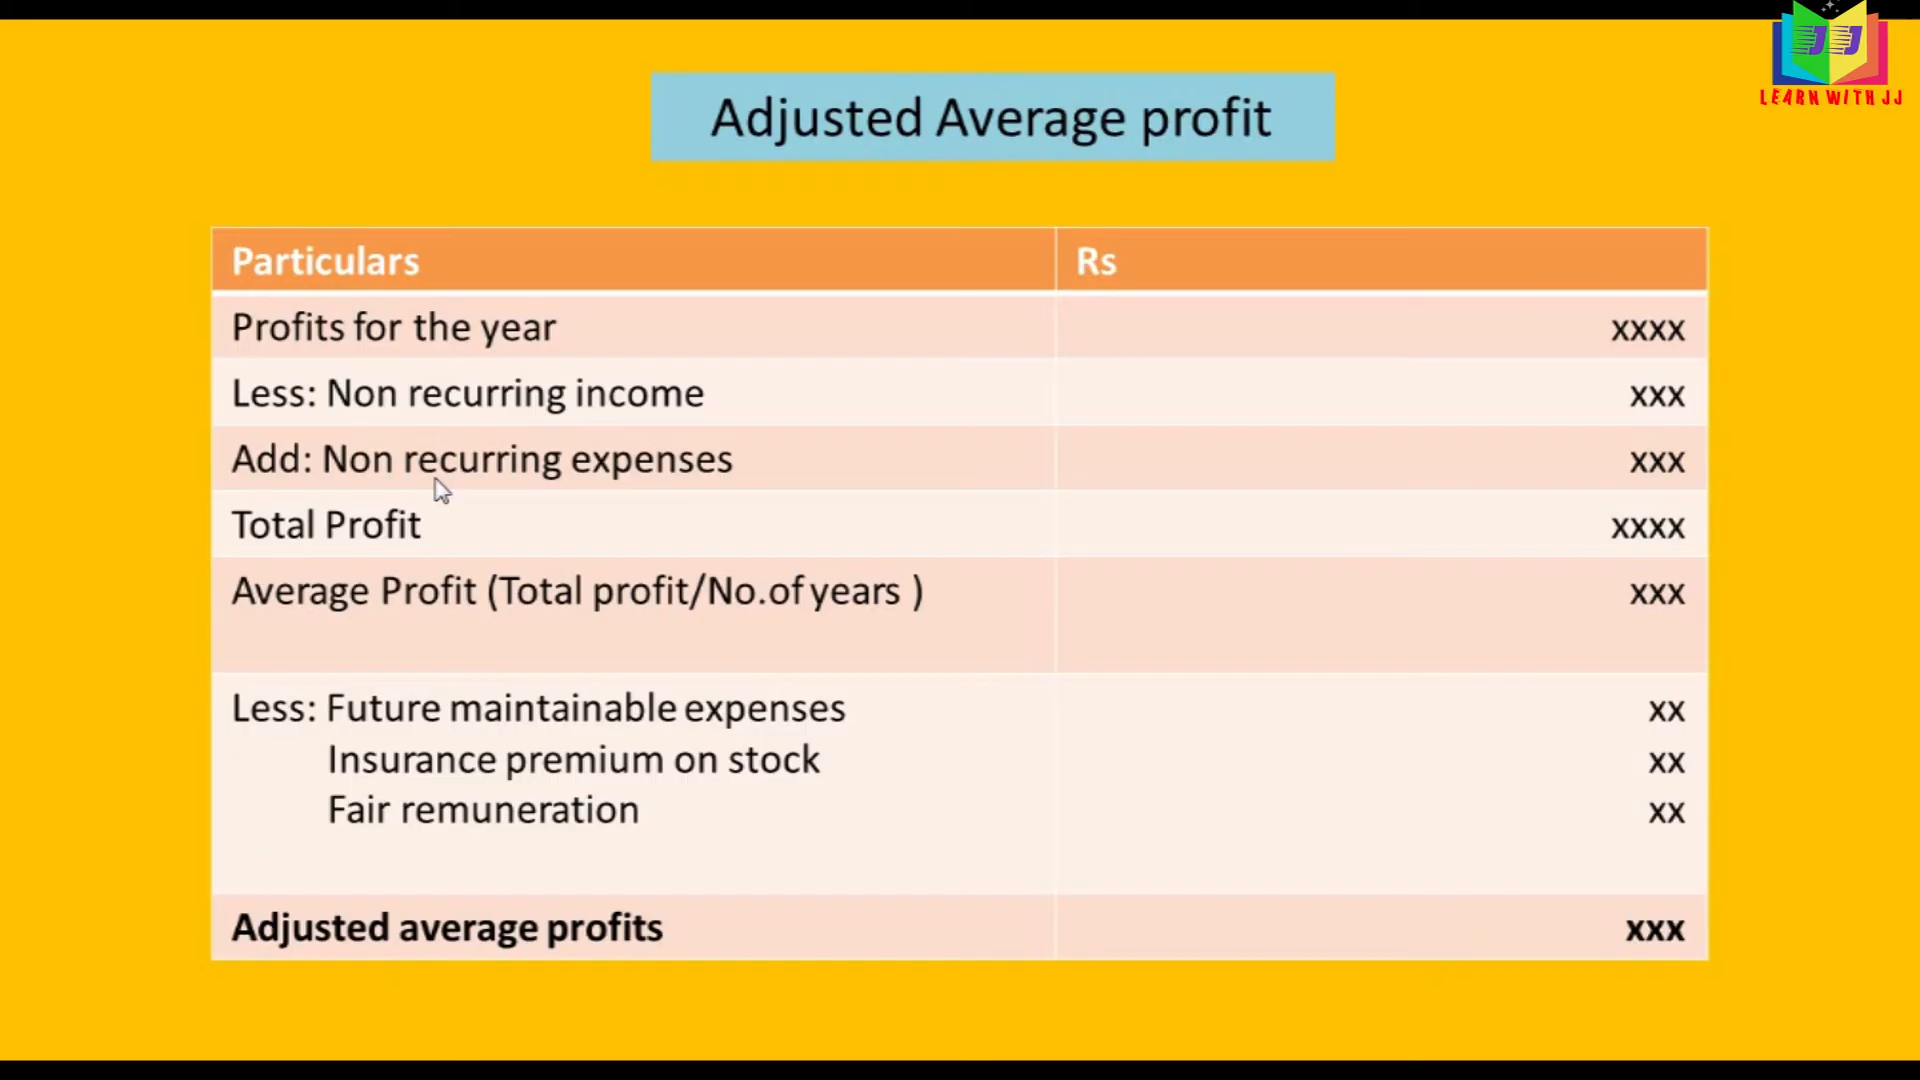 LEARN WITH JJ
Adjusted Average profit
Particulars Rs
Profits for the year xxxx
Less: Non recurring income xxx
Add: Non recurring expenses xxx
Total Profit xxxx
Average Profit (Total profit/No.of years ) xxx
Less: Future maintainable expenses xx
Insurance premium on stock xx
Fair remuneration xx
Adjusted average profits xxx